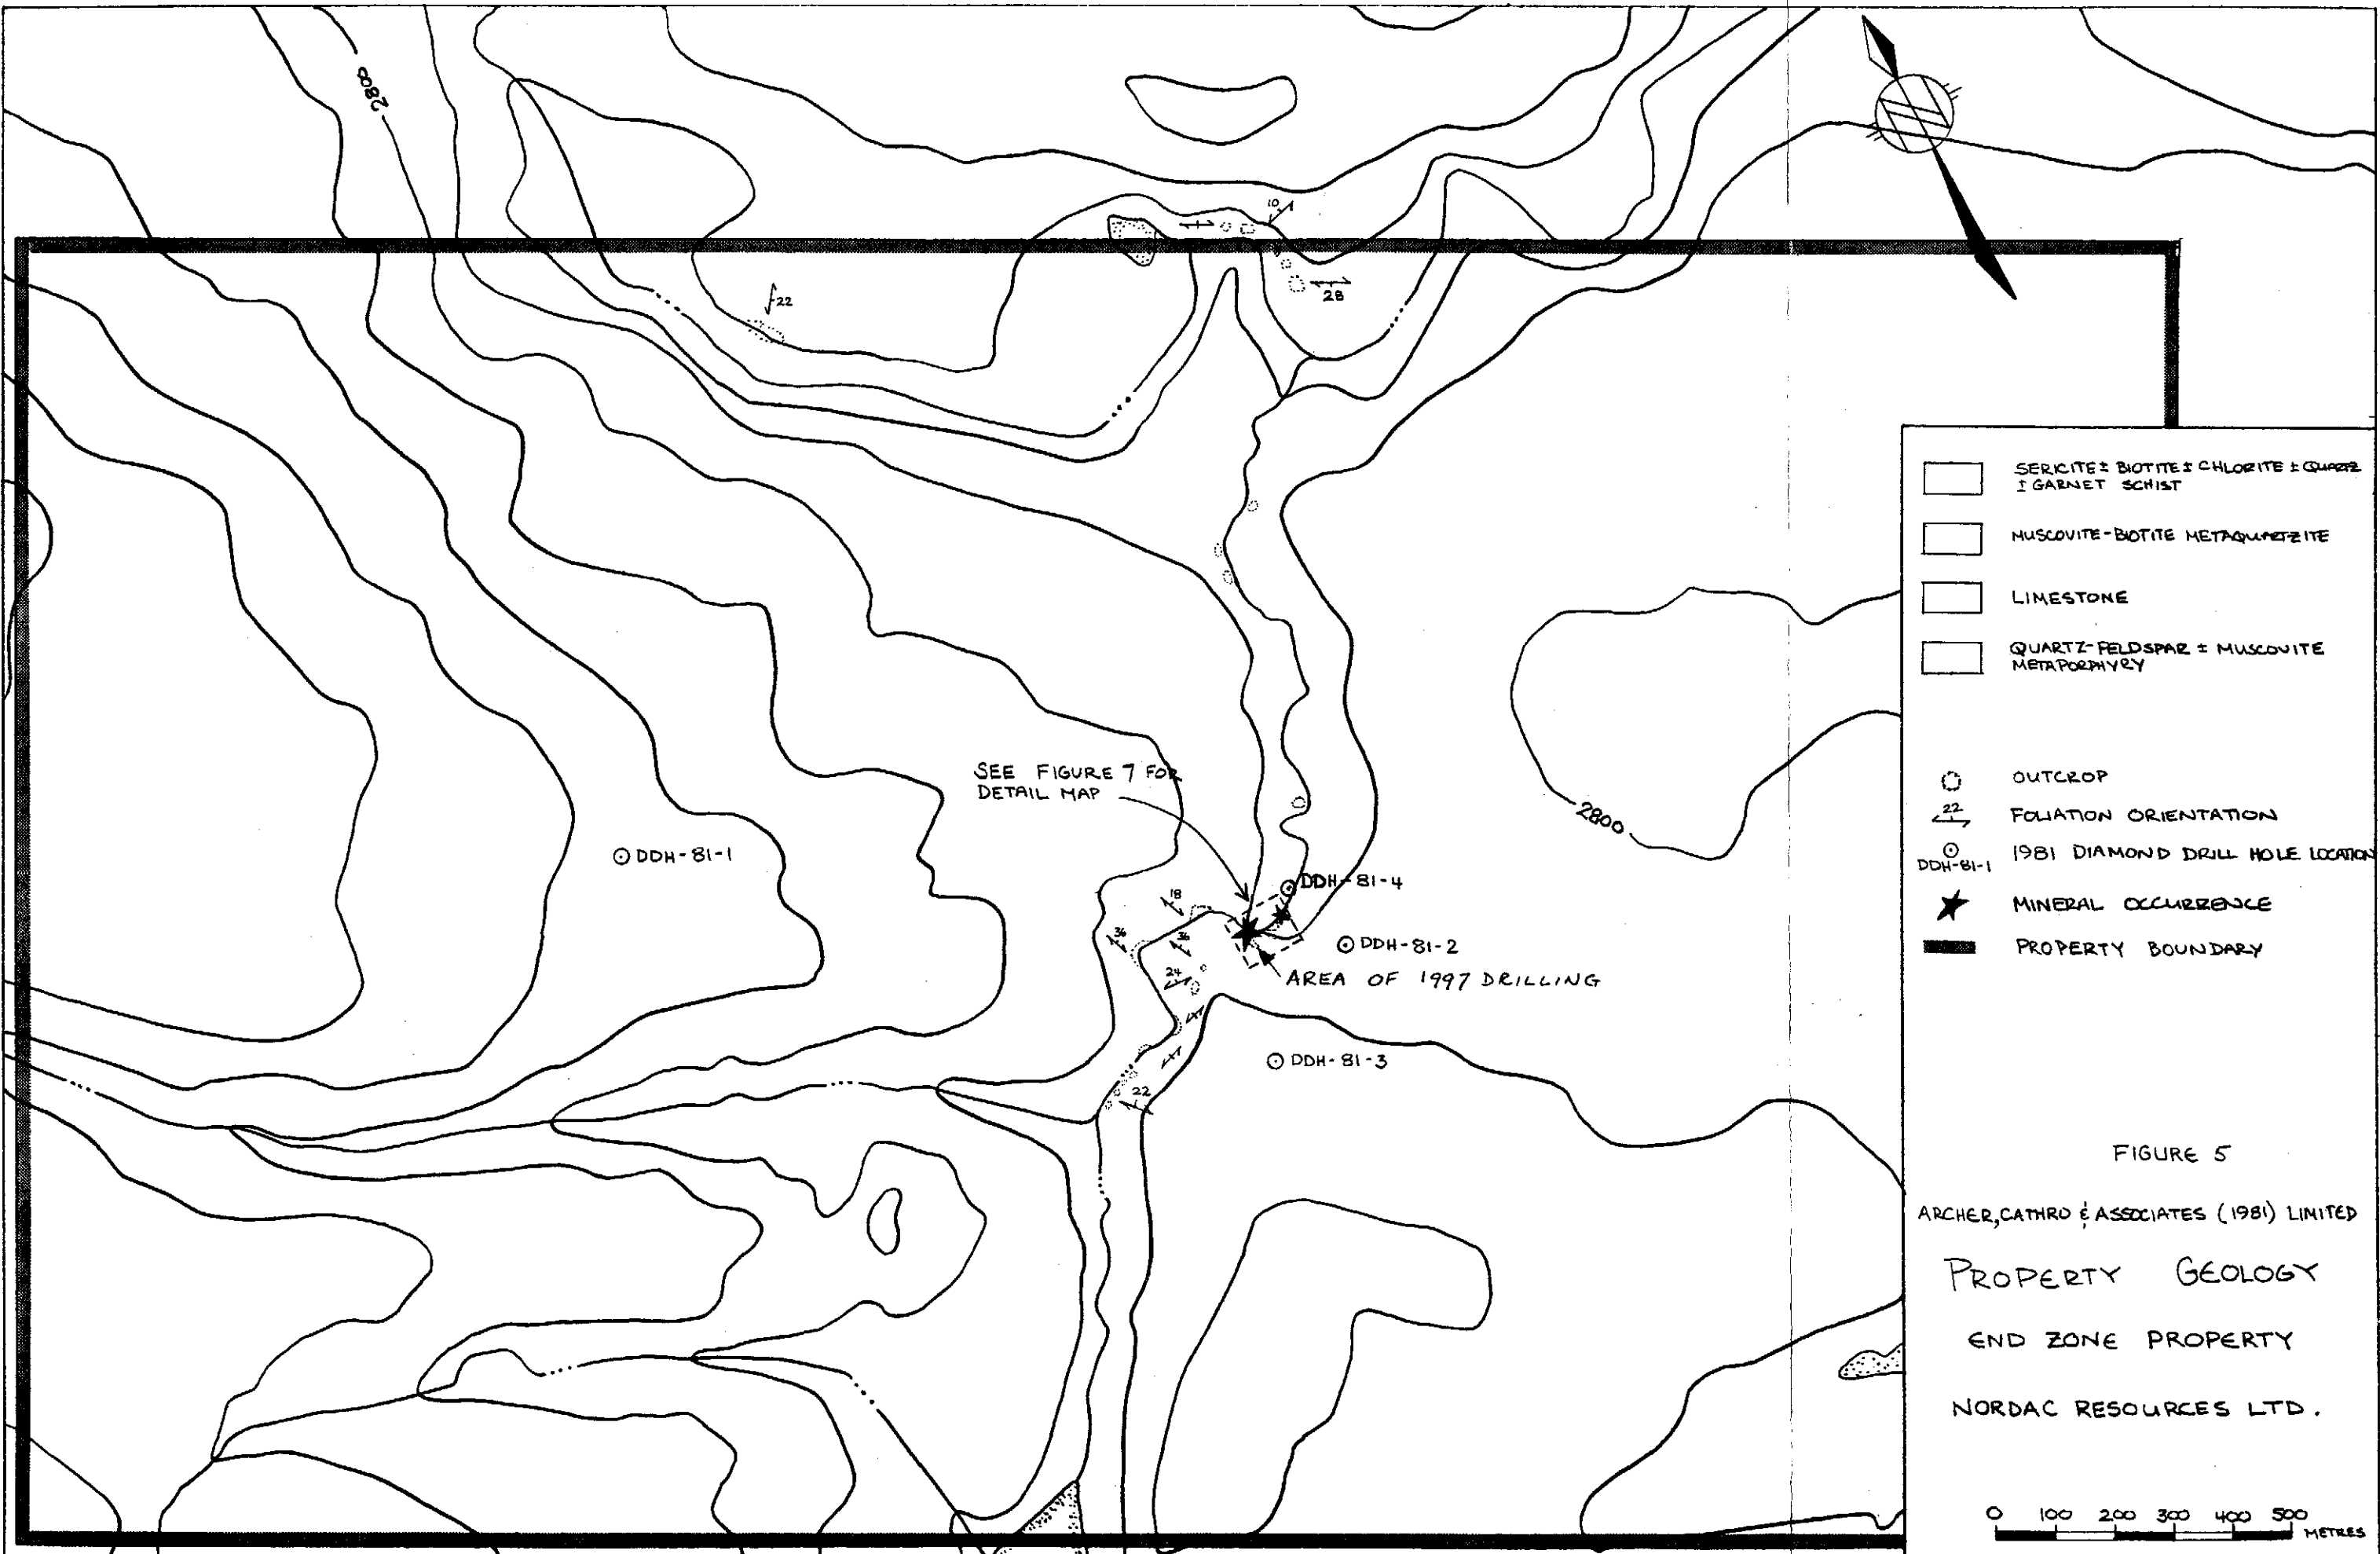 2800
10
22
28
SERICITE ± BIOTITE ± CHLORITE ± QUARTZ
± GARNET SCHIST
MUSCOVITE-BIOTITE METAQUARTZITE
LIMESTONE
QUARTZ-FELDSPAR ± MUSCOVITE
METAPORPHYRY
SEE FIGURE 7 FOR
DETAIL MAP
2800
OUTCROP
22
FOLIATION ORIENTATION
DDH-81-1
1981 DIAMOND DRILL HOLE LOCATION
MINERAL OCCURRENCE
PROPERTY BOUNDARY
DDH-81-1
DDH-81-4
18
36
36
DDH-81-2
24
AREA OF 1997 DRILLING
DDH-81-3
22
FIGURE 5
ARCHER, CATHRO & ASSOCIATES (1981) LIMITED
PROPERTY GEOLOGY
END ZONE PROPERTY
NORDAC RESOURCES LTD.
0 100 200 300 400 500
METRES